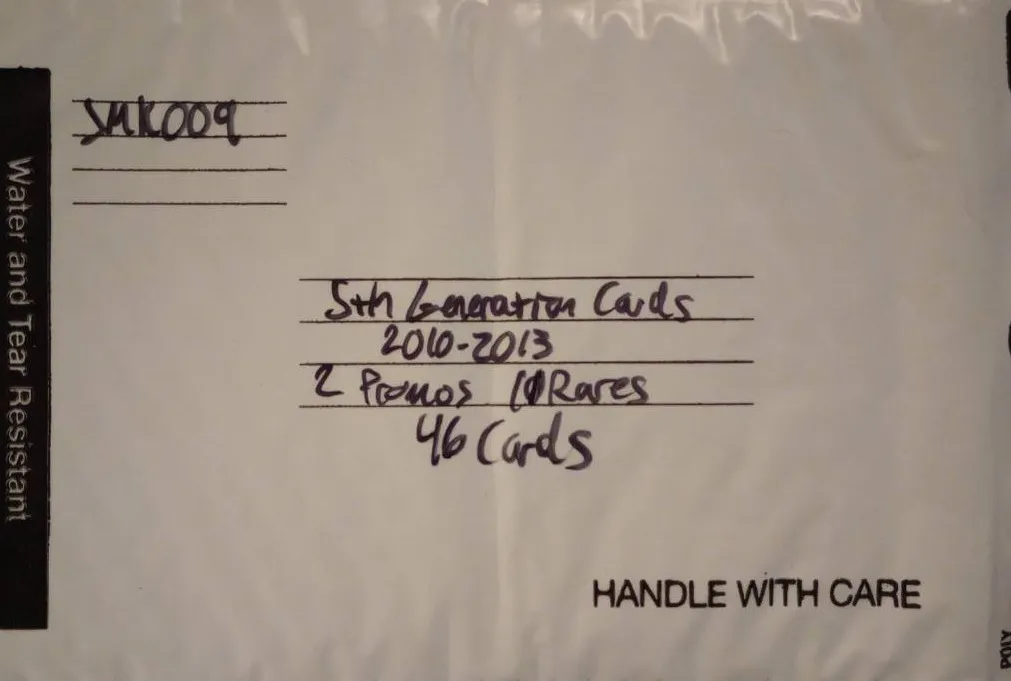 SMK009
5th Generation Cards
2010-2013
2 Promos 10 Rares
46 Cards
HANDLE WITH CARE
Water and Tear Resistant
POLY